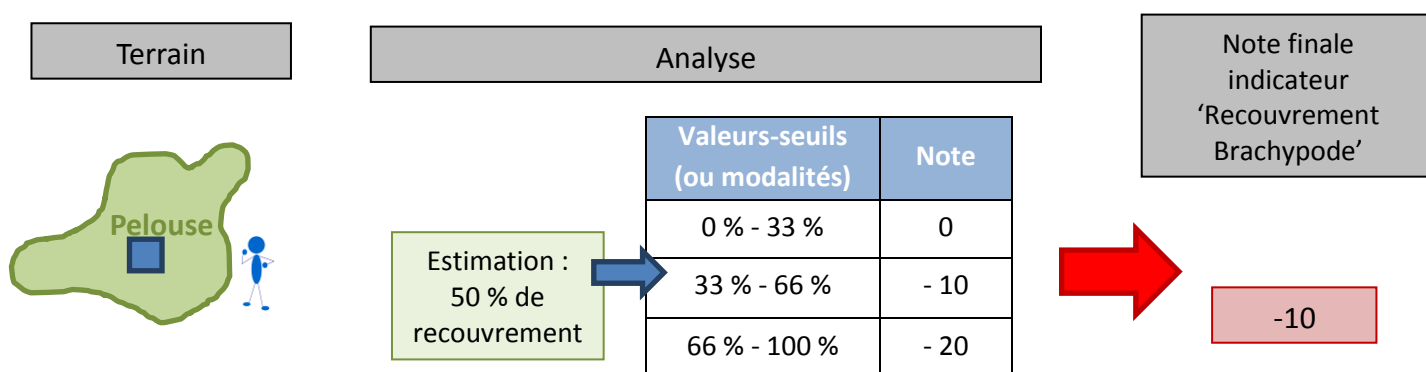 Terrain
Analyse
Note finale
indicateur
‘Recouvrement
Brachypode’
Pelouse
Estimation :
50 % de
recouvrement
Valeurs-seuils
(ou modalités)
Note
0 % - 33 %
0
33 % - 66 %
- 10
66 % - 100 %
- 20
-10